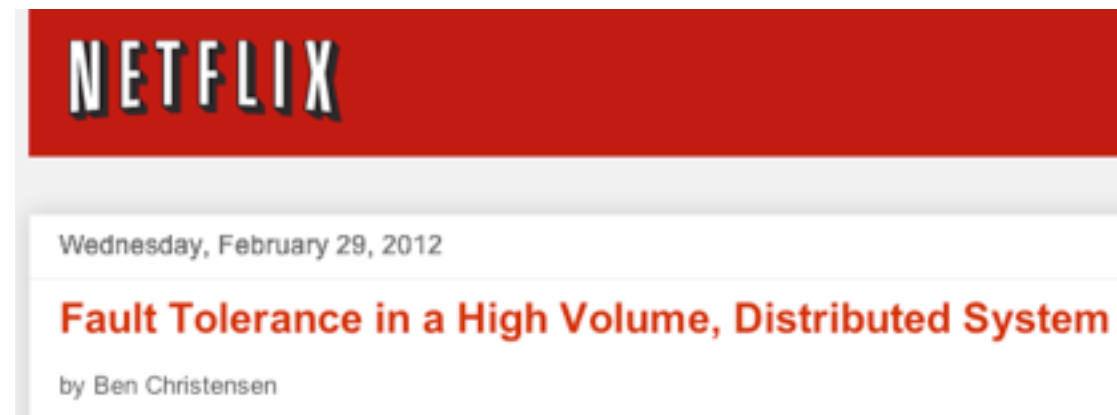 NETFLIX
Wednesday, February 29, 2012
Fault Tolerance in a High Volume, Distributed System
by Ben Christensen